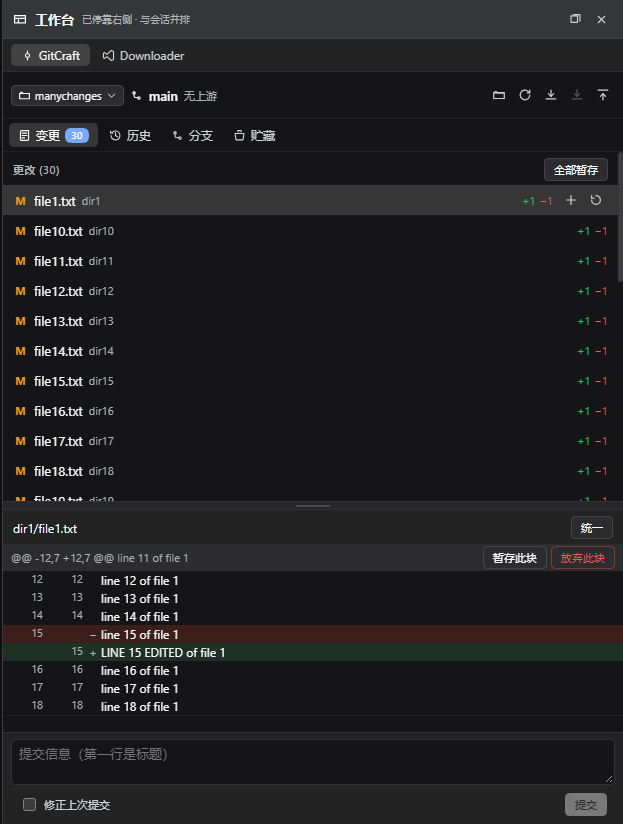 工作台 已停靠右侧 · 与会话并排
GitCraft Downloader
manychanges main 无上游
变更 30 历史 分支 贮藏
更改 (30) 全部暂存
M file1.txt dir1 +1 −1
M file10.txt dir10 +1 −1
M file11.txt dir11 +1 −1
M file12.txt dir12 +1 −1
M file13.txt dir13 +1 −1
M file14.txt dir14 +1 −1
M file15.txt dir15 +1 −1
M file16.txt dir16 +1 −1
M file17.txt dir17 +1 −1
M file18.txt dir18 +1 −1
M file19.txt dir19 +1 −1
dir1/file1.txt 统一
@@ -12,7 +12,7 @@ line 11 of file 1 暂存此块 放弃此块
12 12 line 12 of file 1
13 13 line 13 of file 1
14 14 line 14 of file 1
15 − line 15 of file 1
15 + LINE 15 EDITED of file 1
16 16 line 16 of file 1
17 17 line 17 of file 1
18 18 line 18 of file 1
提交信息（第一行是标题）
修正上次提交 提交